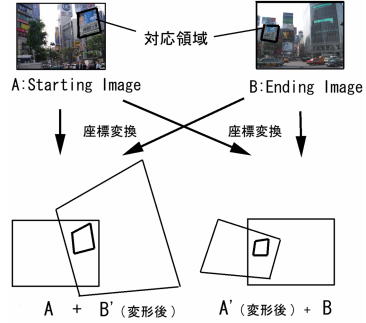 対応領域
A:Starting Image
B:Ending Image
座標変換
座標変換
A + B'(変形後)
A'(変形後) + B